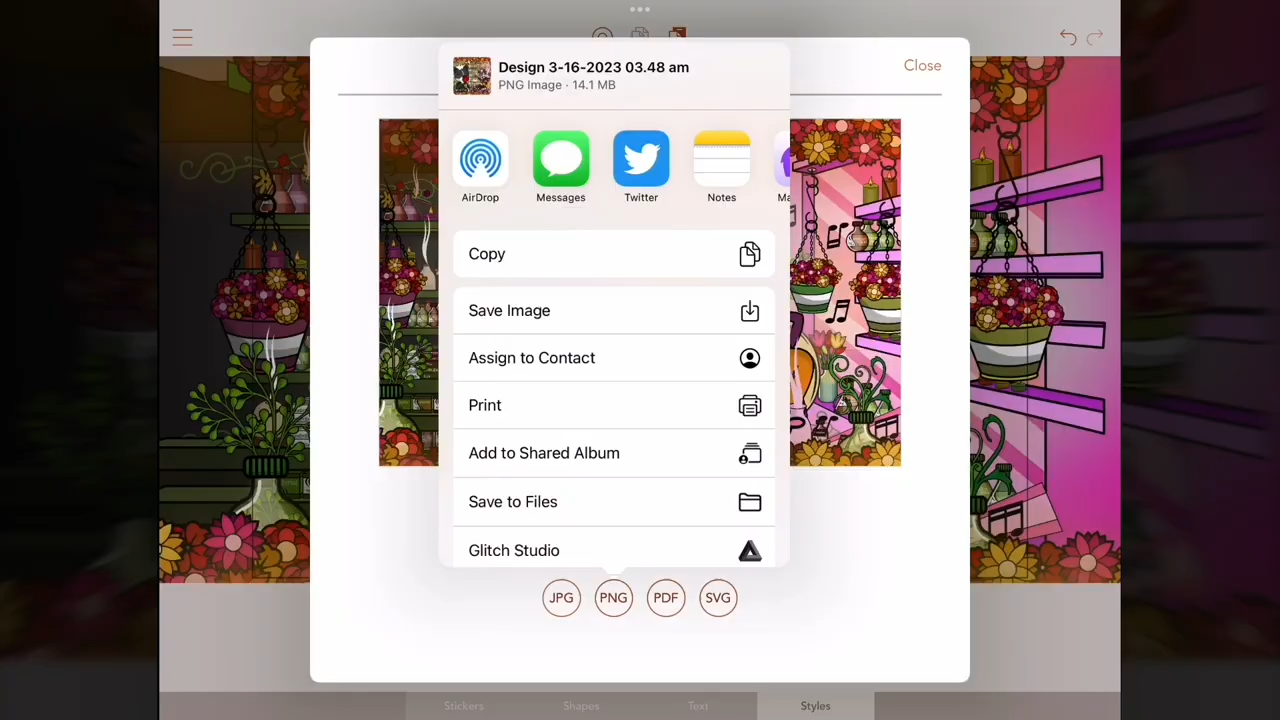 Close
Design 3-16-2023 03.48 am
PNG Image · 14.1 MB
AirDrop
Messages
Twitter
Notes
Ma
Copy
Save Image
Assign to Contact
Print
Add to Shared Album
Save to Files
Glitch Studio
JPG
PNG
PDF
SVG
Stickers
Shapes
Text
Styles